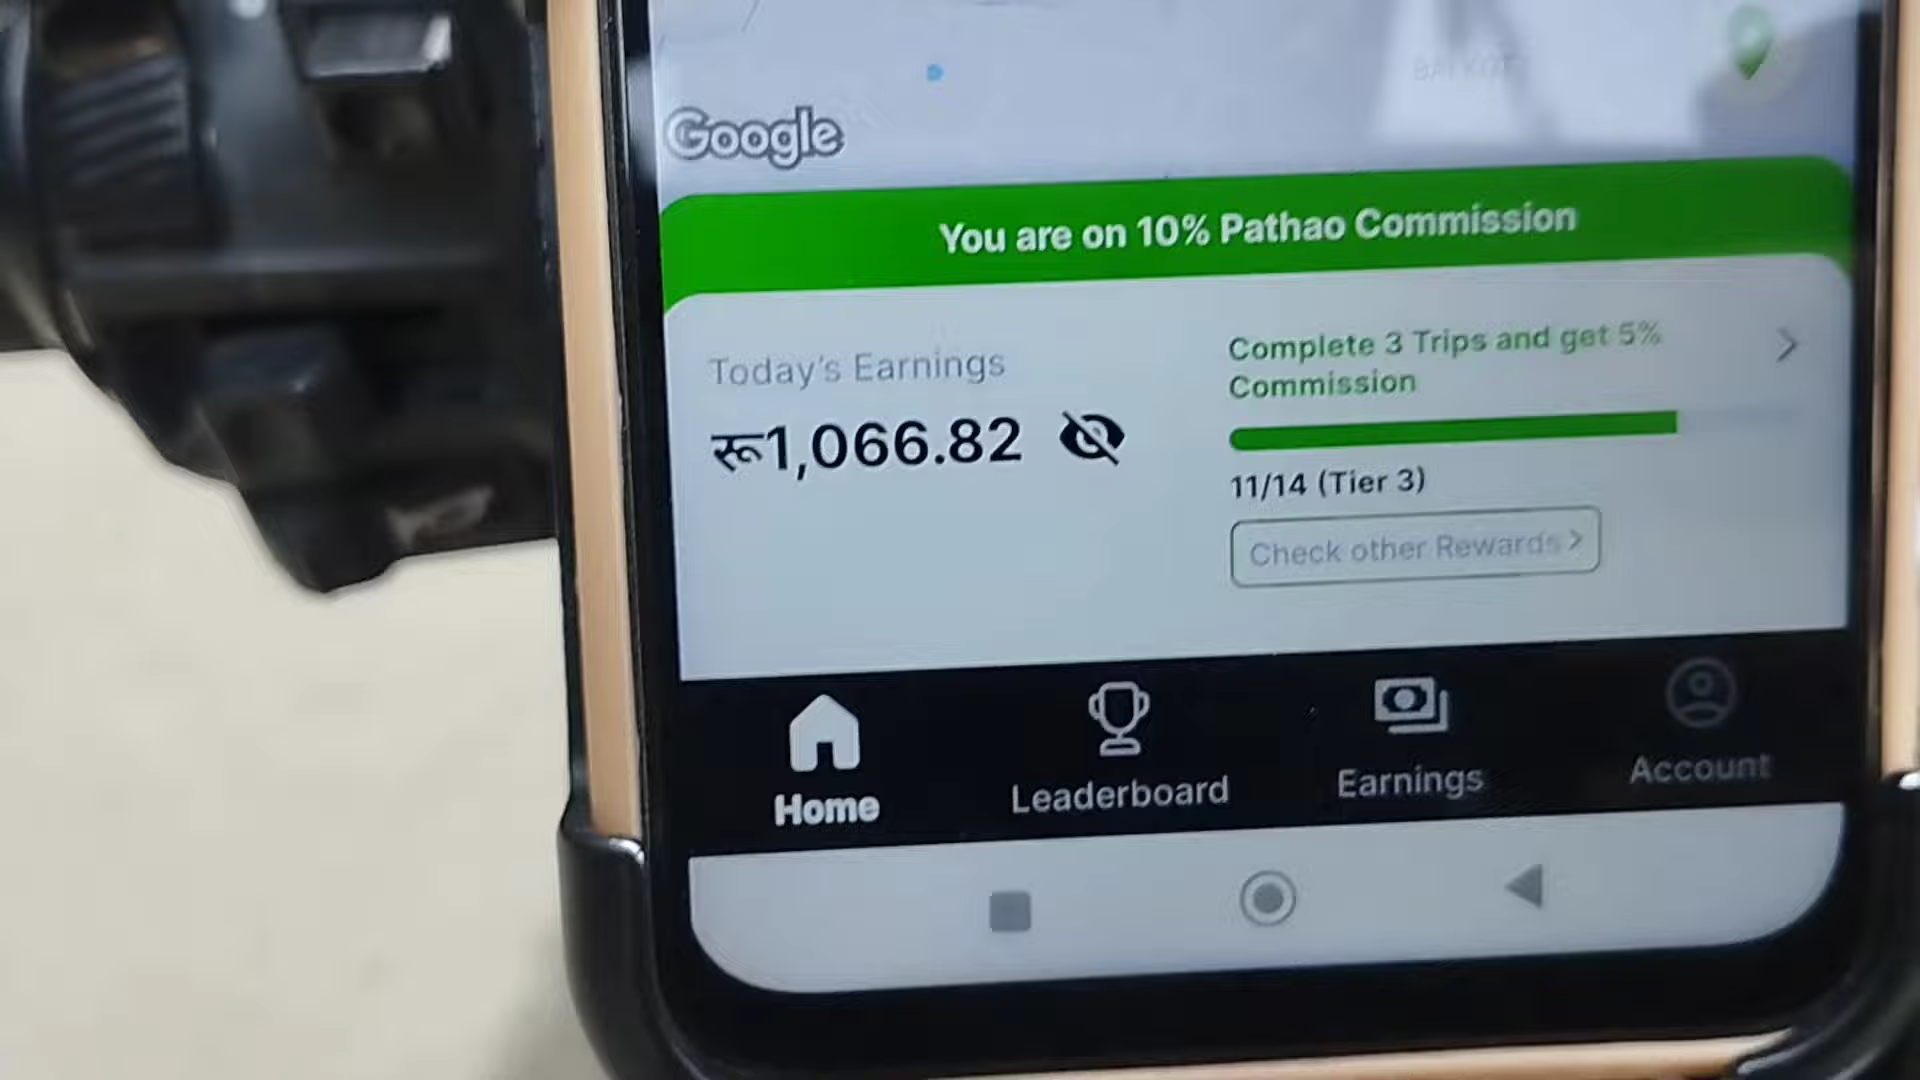 Google
You are on 10% Pathao Commission
Today's Earnings
रू1,066.82
Complete 3 Trips and get 5%
Commission
11/14 (Tier 3)
Check other Rewards >
Home
Leaderboard
Earnings
Account